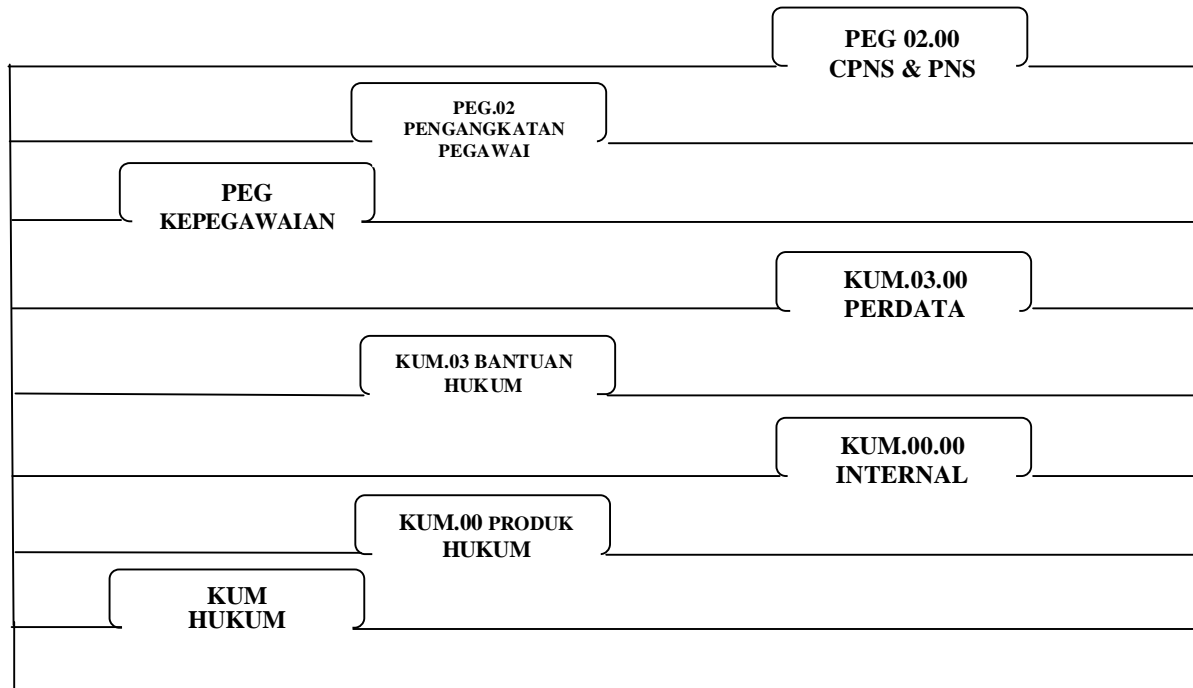 PEG 02.00
CPNS & PNS
PEG.02
PENGANGKATAN
PEGAWAI
PEG
KEPEGAWAIAN
KUM.03.00
PERDATA
KUM.03 BANTUAN
HUKUM
KUM.00.00
INTERNAL
KUM.00 PRODUK
HUKUM
KUM
HUKUM